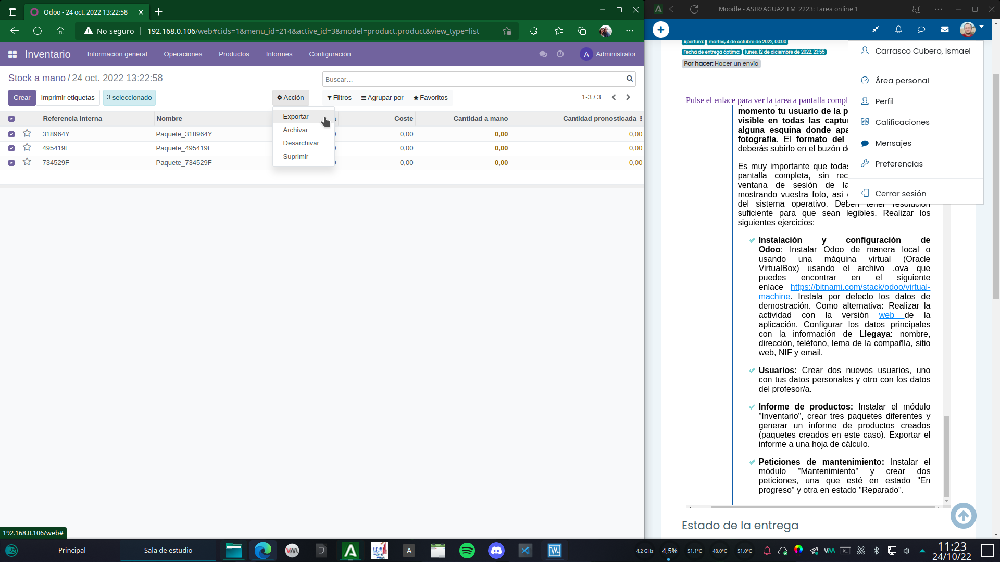 Odoo - 24 oct. 2022 13:22:58
No seguro
192.168.0.106/web#cids=1&menu_id=214&active_id=3&model=product.product&view_type=list
Inventario
Información general
Operaciones
Productos
Informes
Configuración
A
Administrator
Stock a mano / 24 oct. 2022 13:22:58
Buscar...
Crear
Imprimir etiquetas
3 seleccionado
Acción
Filtros
Agrupar por
Favoritos
1-3 / 3
Referencia interna
Nombre
Coste
Cantidad a mano
Cantidad pronosticada
318964Y
Paquete_318964Y
0,00
0,00
0,00
495419t
Paquete_495419t
0,00
0,00
0,00
734529F
Paquete_734529F
0,00
0,00
0,00
Exportar
Archivar
Desarchivar
Suprimir
192.168.0.106/web#
Moodle - ASIR/AGUA2_LM_2223: Tarea online 1
Apertura: martes, 4 de octubre de 2022, 00:00
Fecha de entrega óptima: lunes, 12 de diciembre de 2022, 23:55
Por hacer: Hacer un envío
Carrasco Cubero, Ismael
Área personal
Perfil
Calificaciones
Mensajes
Preferencias
Cerrar sesión
Pulse el enlace para ver la tarea a pantalla compl
momento tu usuario de la p
visible en todas las captu
alguna esquina donde apa
fotografía. El formato del
deberás subirlo en el buzón de
Es muy importante que todas
pantalla completa, sin rec
ventana de sesión de la
mostrando vuestra foto, así
del sistema operativo. Deben tener resolución
suficiente para que sean legibles. Realizar los
siguientes ejercicios:
Instalación y configuración de
Odoo: Instalar Odoo de manera local o
usando una máquina virtual (Oracle
VirtualBox) usando el archivo .ova que
puedes encontrar en el siguiente
enlace https://bitnami.com/stack/odoo/virtual-
machine. Instala por defecto los datos de
demostración. Como alternativa: Realizar la
actividad con la versión web de la
aplicación. Configurar los datos principales
con la información de Llegaya: nombre,
dirección, teléfono, lema de la compañía, sitio
web, NIF y email.
Usuarios: Crear dos nuevos usuarios, uno
con tus datos personales y otro con los datos
del profesor/a.
Informe de productos: Instalar el módulo
"Inventario", crear tres paquetes diferentes y
generar un informe de productos creados
(paquetes creados en este caso). Exportar el
informe a una hoja de cálculo.
Peticiones de mantenimiento: Instalar el
módulo "Mantenimiento" y crear dos
peticiones, una que esté en estado "En
progreso" y otra en estado "Reparado".
Estado de la entrega
Principal
Sala de estudio
A
4,2 GHz
4,5%
51,1°C
48,0°C
51,0°C
11:23
24/10/22